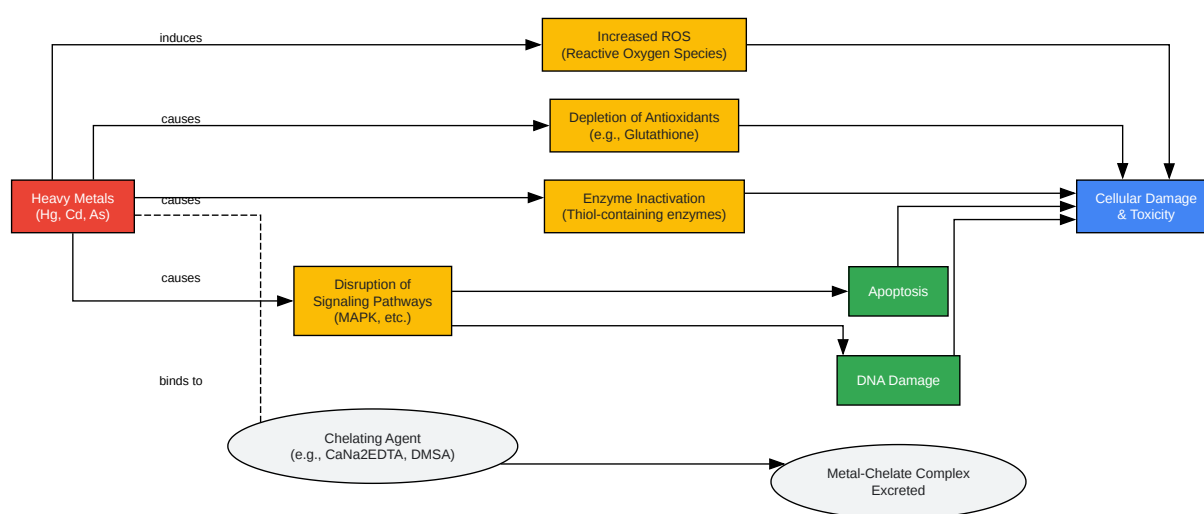 induces
Increased ROS
(Reactive Oxygen Species)
causes
Depletion of Antioxidants
(e.g., Glutathione)
Heavy Metals
(Hg, Cd, As)
causes
Enzyme Inactivation
(Thiol-containing enzymes)
Cellular Damage
& Toxicity
causes
Disruption of
Signaling Pathways
(MAPK, etc.)
Apoptosis
binds to
DNA Damage
Chelating Agent
(e.g., CaNa2EDTA, DMSA)
Metal-Chelate Complex
Excreted